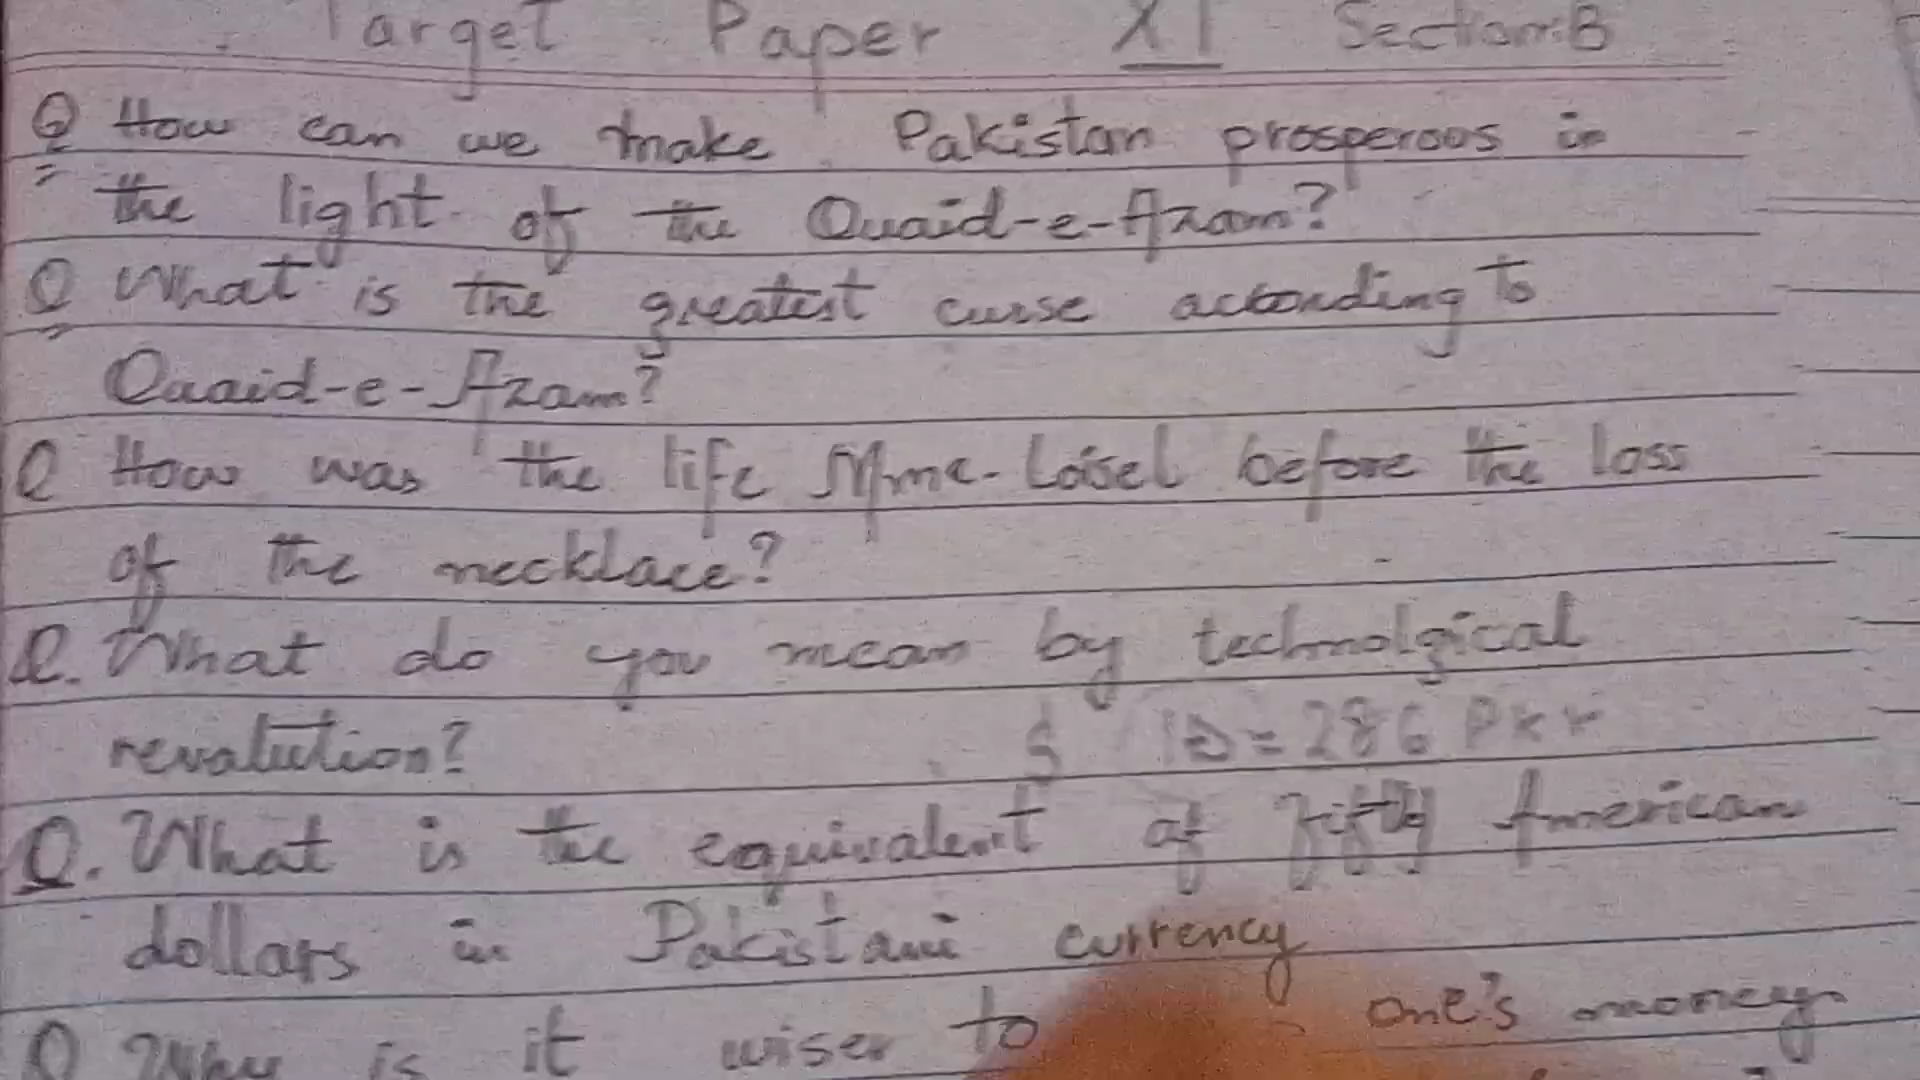 Target Paper XI Section:B
Q How can we make Pakistan prosperous in
the light of the Quaid-e-Azam?
Q What is the greatest curse according to
Quaid-e-Azam?
Q How was the life Mme. Loisel before the loss
of the necklace?
Q. What do you mean by technolgical
revalution?
$ 1 = 286 PKR
Q. What is the equivalent of fifty American
dollars in Pakistani currency
Q Why is it wiser to one's money